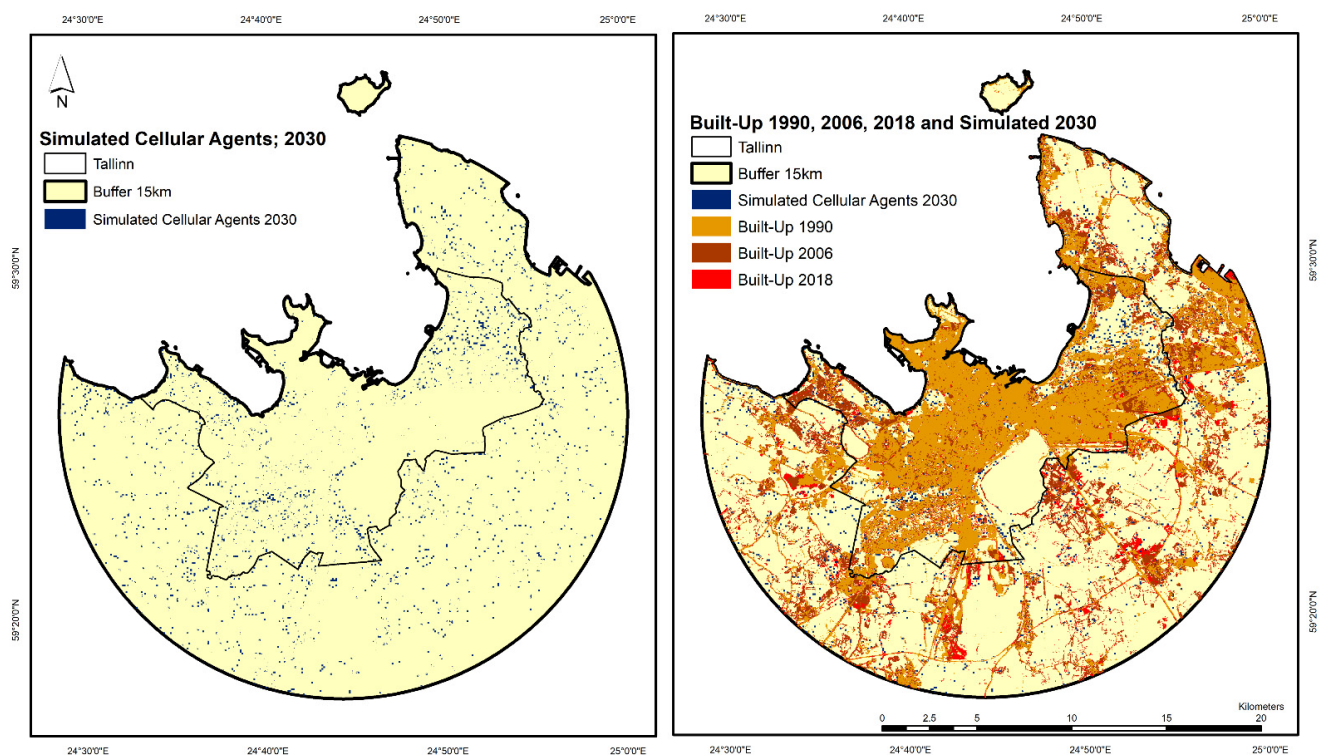 24°30'0"E 24°40'0"E 24°50'0"E 25°0'0"E
N
Simulated Cellular Agents; 2030
Tallinn
Buffer 15km
Simulated Cellular Agents 2030
59°30'0"N
59°20'0"N
24°30'0"E 24°40'0"E 24°50'0"E 25°0'0"E
24°30'0"E 24°40'0"E 24°50'0"E 25°0'0"E
Built-Up 1990, 2006, 2018 and Simulated 2030
Tallinn
Buffer 15km
Simulated Cellular Agents 2030
Built-Up 1990
Built-Up 2006
Built-Up 2018
59°30'0"N
59°20'0"N
Kilometers
0 2.5 5 10 15 20
24°30'0"E 24°40'0"E 24°50'0"E 25°0'0"E